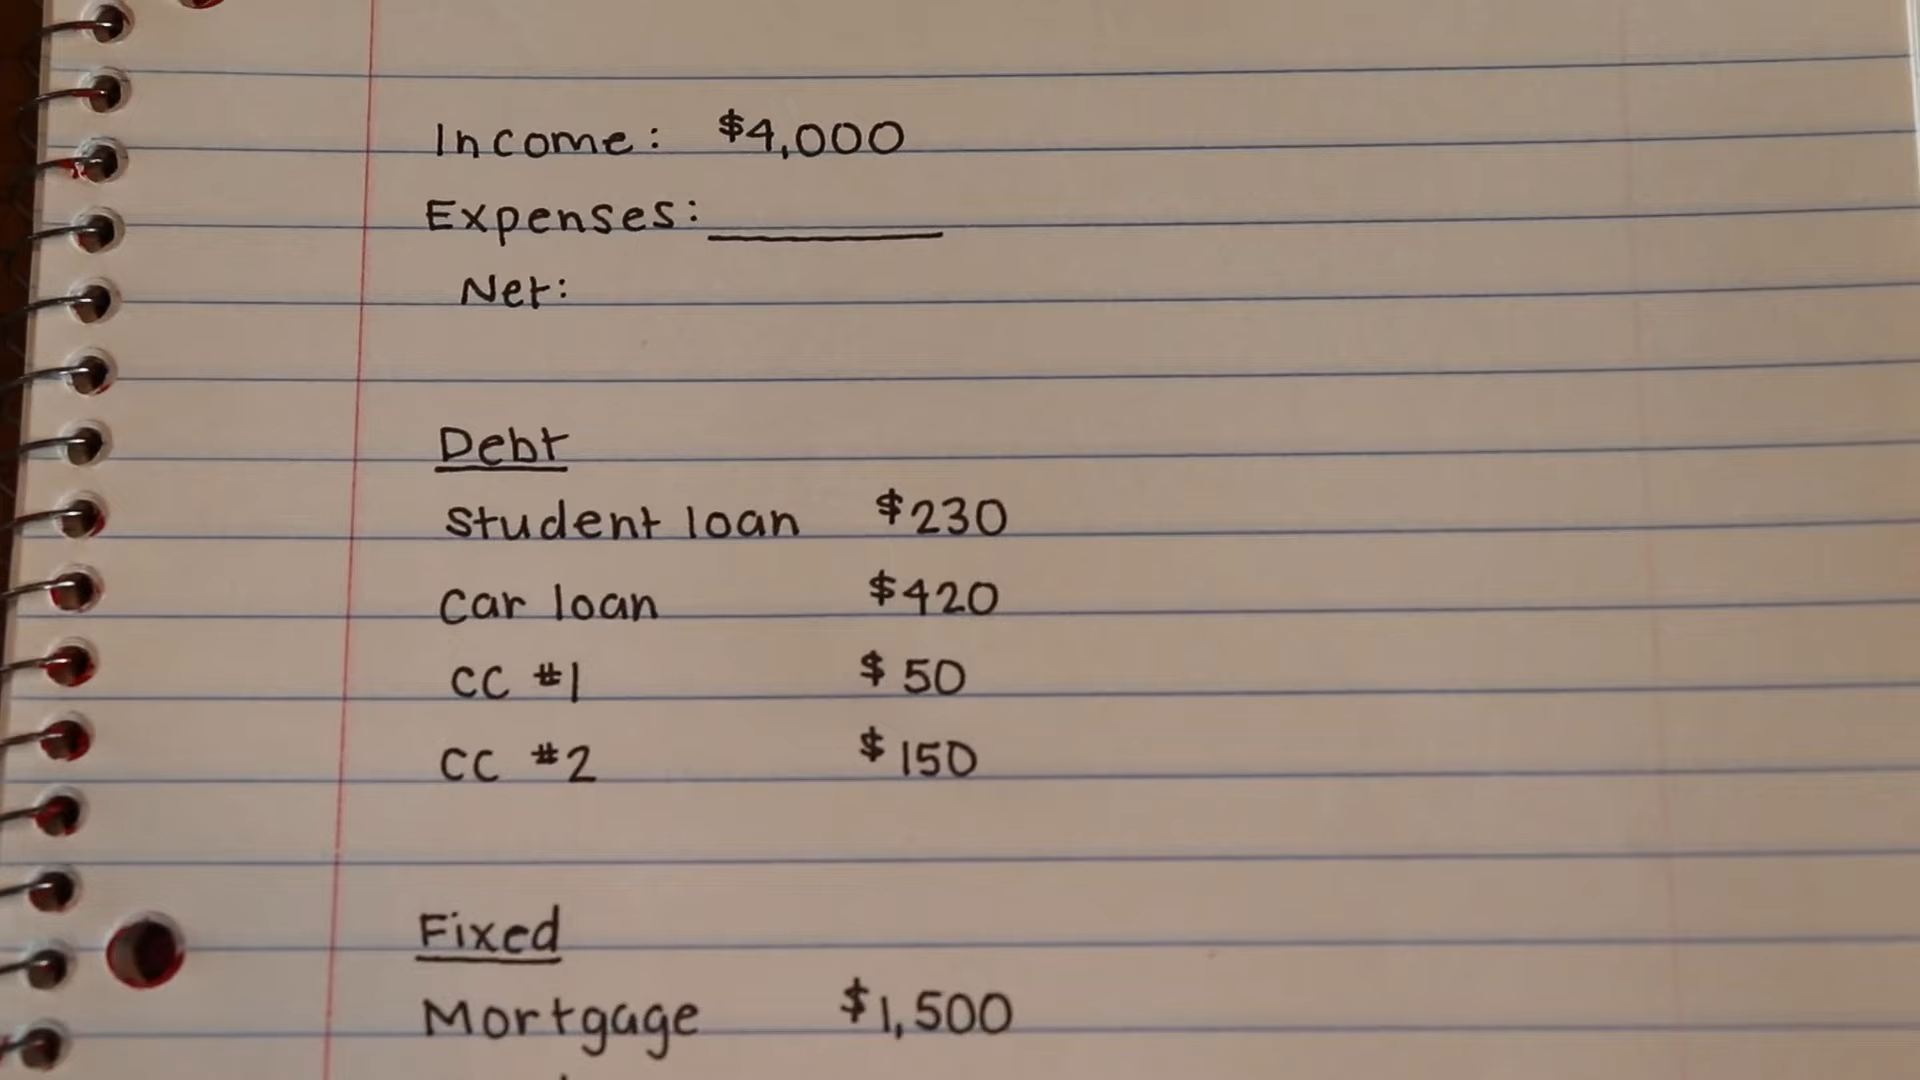 Income: $4,000
Expenses:
Net:
Debt
student loan $230
car loan $420
CC #1 $50
CC #2 $150
Fixed
Mortgage $1,500